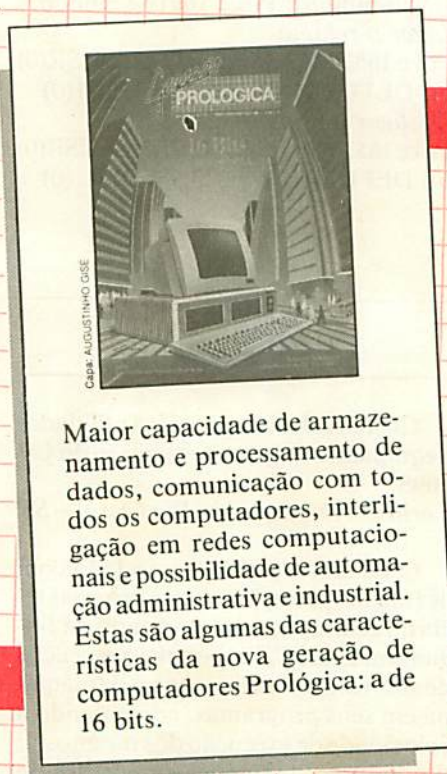 Geração
PROLOGICA
16 Bits
Capa: AUGUSTINHO GISÉ
Maior capacidade de armaze-
namento e processamento de
dados, comunicação com to-
dos os computadores, interli-
gação em redes computacio-
nais e possibilidade de automa-
ção administrativa e industrial.
Estas são algumas das caracte-
rísticas da nova geração de
computadores Prológica: a de
16 bits.